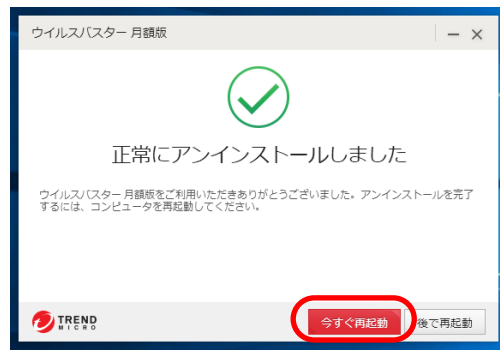 ウイルスバスター 月額版
正常にアンインストールしました
ウイルスバスター 月額版をご利用いただきありがとうございました。アンインストールを完了
するには、コンピュータを再起動してください。
TREND
MICRO
今すぐ再起動
後で再起動